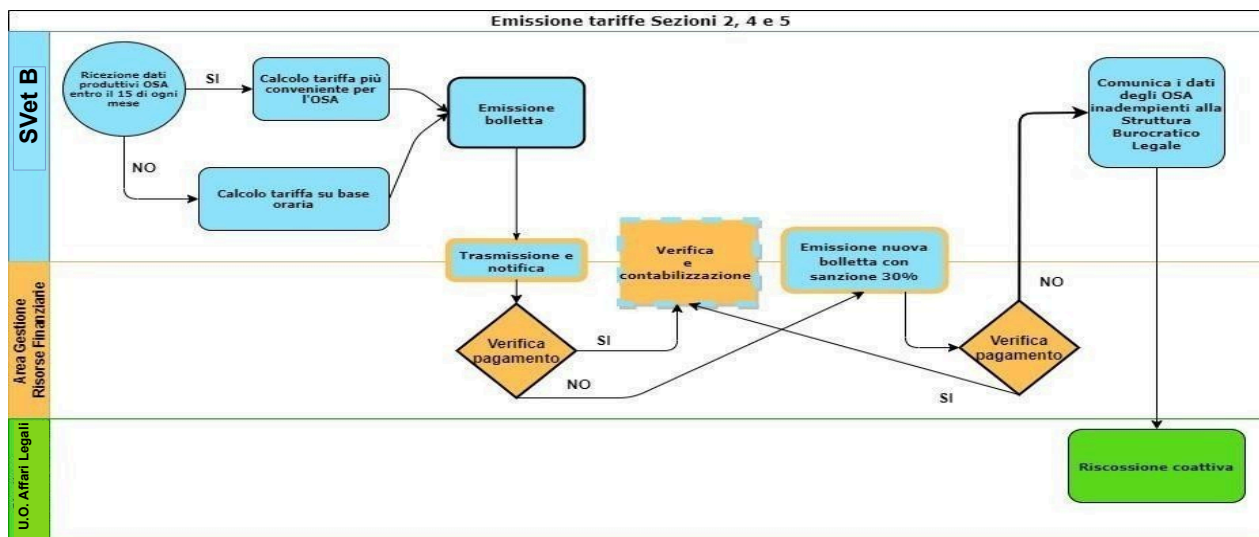 Emissione tariffe Sezioni 2, 4 e 5
SVet B
Ricezione dati
produttivi OSA
entro il 15 di ogni
mese
SI
Calcolo tariffa più
conveniente per
l'OSA
NO
Calcolo tariffa su base
oraria
Emissione
bolletta
Trasmissione e
notifica
Verifica
e
contabilizzazione
Emissione nuova
bolletta con
sanzione 30%
Comunica i dati
degli OSA
inadempienti alla
Struttura
Burocratico
Legale
Area Gestione
Risorse Finanziarie
Verifica
pagamento
SI
NO
Verifica
pagamento
NO
SI
U.O. Affari Legali
Riscossione coattiva